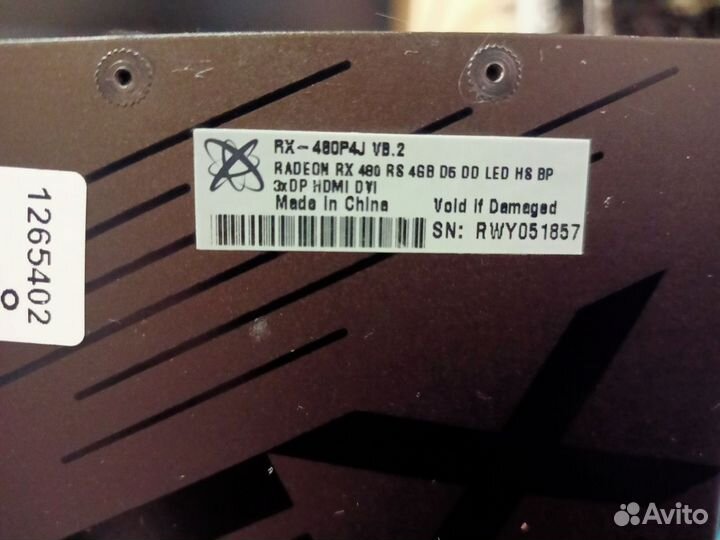 RX-480P4J VB.2
RADEON RX 480 RS 4GB D5 DD LED HS BP
3xDP HDMI DVI
Made in China
Void If Damaged
SN: RWY051857
1265402
O
Avito